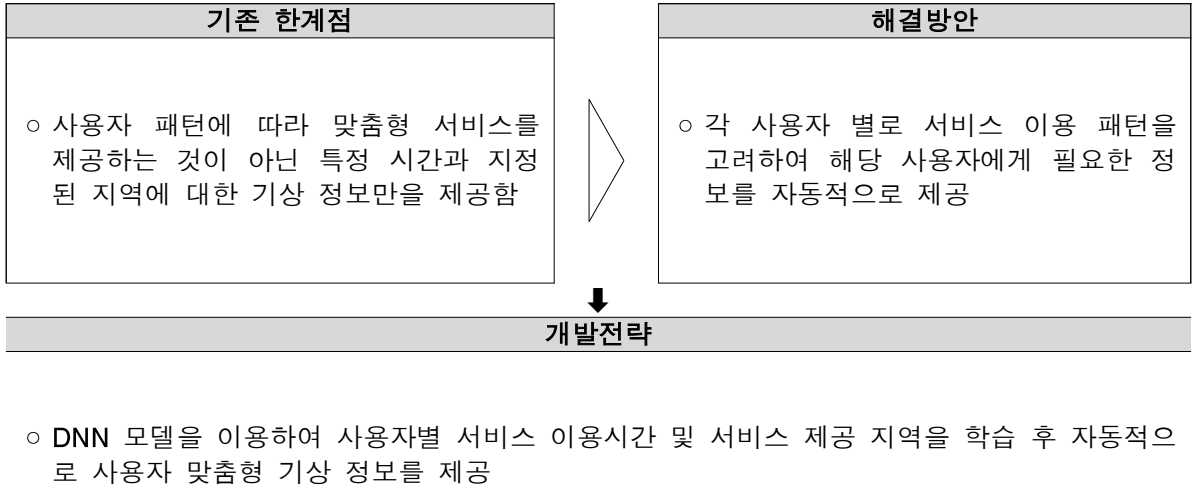 기존 한계점
○ 사용자 패턴에 따라 맞춤형 서비스를
제공하는 것이 아닌 특정 시간과 지정
된 지역에 대한 기상 정보만을 제공함
해결방안
○ 각 사용자 별로 서비스 이용 패턴을
고려하여 해당 사용자에게 필요한 정
보를 자동적으로 제공
개발전략
○ DNN 모델을 이용하여 사용자별 서비스 이용시간 및 서비스 제공 지역을 학습 후 자동적으
로 사용자 맞춤형 기상 정보를 제공